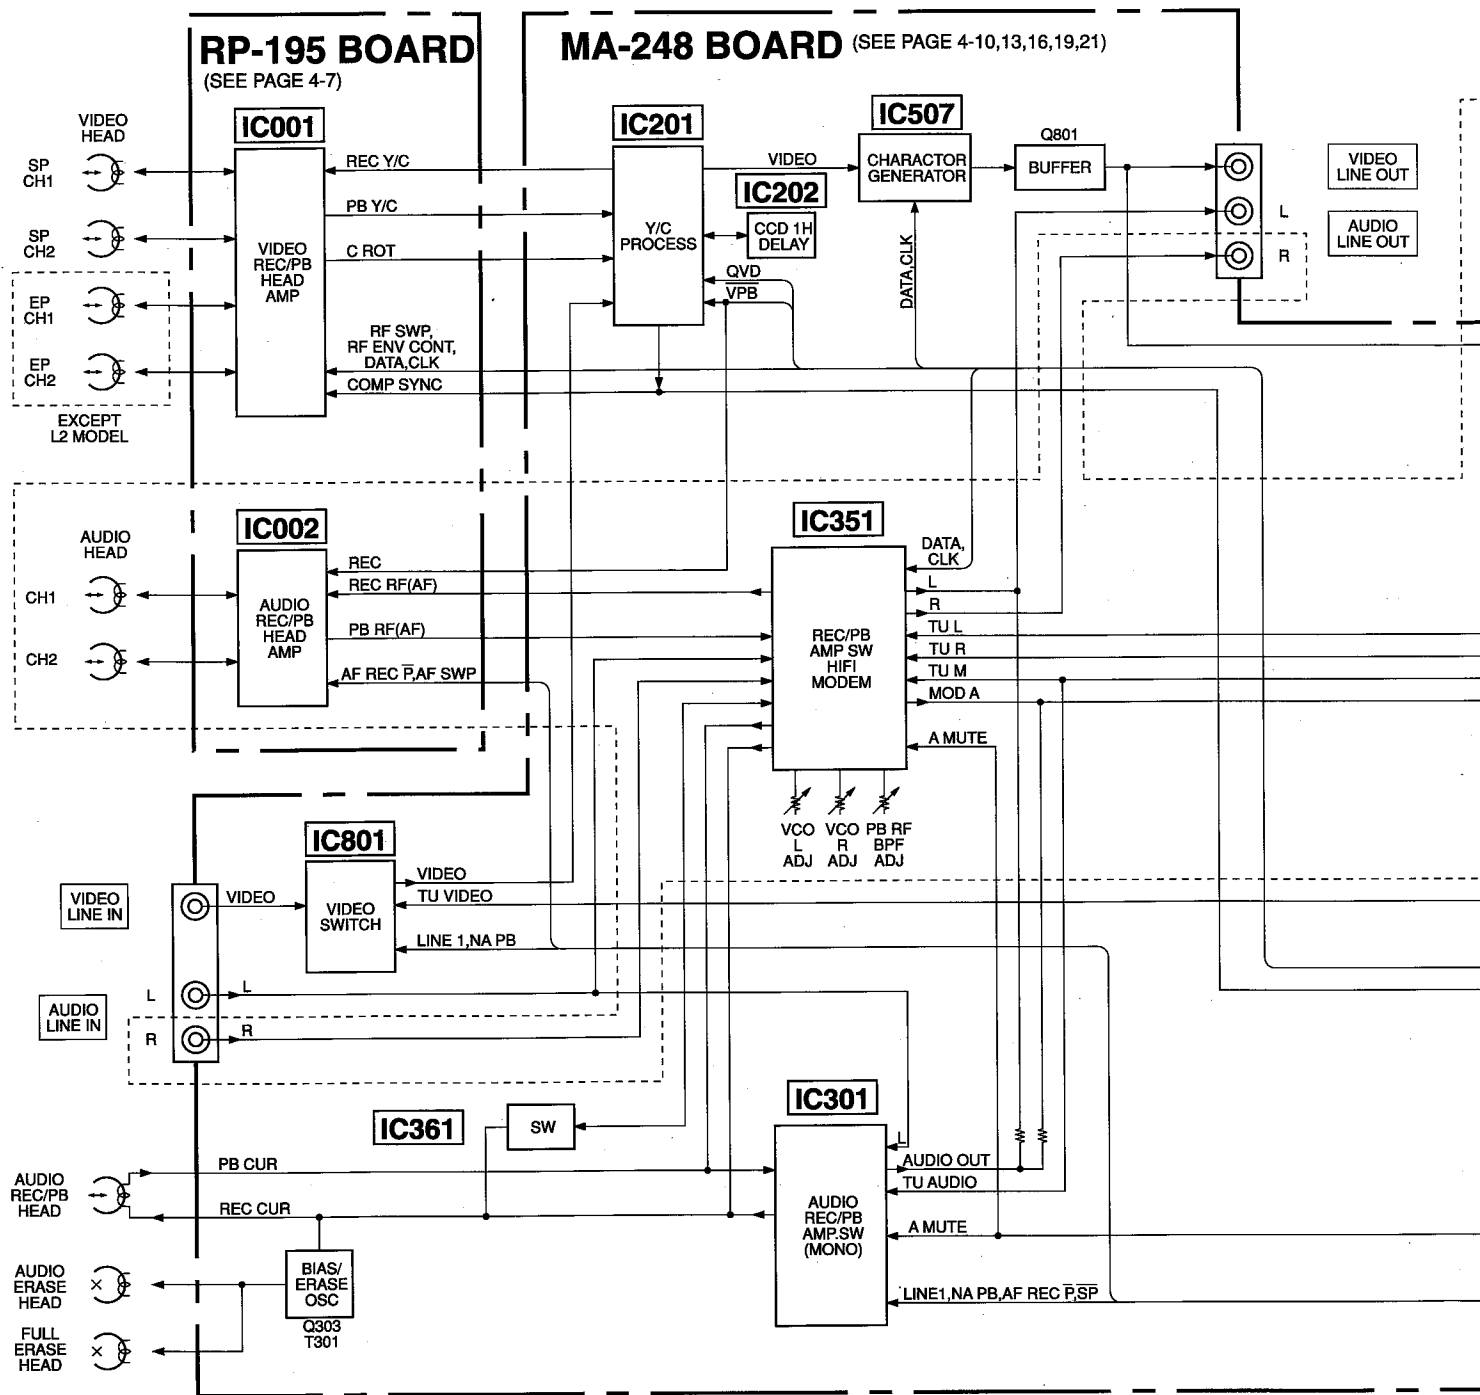 RP-195 BOARD
(SEE PAGE 4-7)
MA-248 BOARD (SEE PAGE 4-10,13,16,19,21)
VIDEO
HEAD
SP
CH1
SP
CH2
EP
CH1
EP
CH2
EXCEPT
L2 MODEL
IC001
VIDEO
REC/PB
HEAD
AMP
REC Y/C
PB Y/C
C ROT
RF SWP,
RF ENV CONT,
DATA,CLK
COMP SYNC
IC201
Y/C
PROCESS
VIDEO
IC202
CCD 1H
DELAY
QVD
V̅P̅B̅
IC507
CHARACTOR
GENERATOR
DATA,CLK
Q801
BUFFER
L
R
VIDEO
LINE OUT
AUDIO
LINE OUT
AUDIO
HEAD
CH1
CH2
IC002
AUDIO
REC/PB
HEAD
AMP
REC
REC RF(AF)
PB RF(AF)
AF REC P̅,AF SWP
IC351
REC/PB
AMP SW
HIFI
MODEM
DATA,
CLK
L
R
TU L
TU R
TU M
MOD A
A MUTE
VCO
L
ADJ
VCO
R
ADJ
PB RF
BPF
ADJ
IC801
VIDEO
SWITCH
VIDEO
LINE IN
VIDEO
VIDEO
TU VIDEO
LINE 1,NA PB
AUDIO
LINE IN
L
L
R
R
IC361
SW
IC301
AUDIO
REC/PB
AMP.SW
(MONO)
L
AUDIO OUT
TU AUDIO
A MUTE
LINE1,NA PB,AF REC P̅,S̅P̅
AUDIO
REC/PB
HEAD
PB CUR
REC CUR
AUDIO
ERASE
HEAD
FULL
ERASE
HEAD
BIAS/
ERASE
OSC
Q303
T301